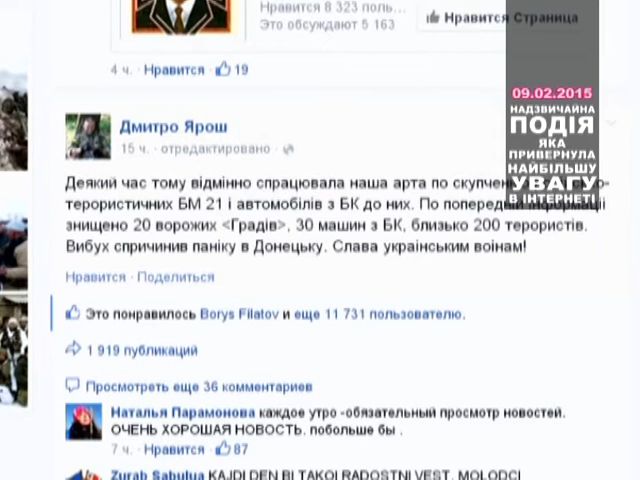 Нравится 8 323 поль...
Это обсуждают 5 163
Нравится Страница
4 ч. · Нравится · 19
09.02.2015
НАДЗВИЧАЙНА
ПОДІЯ
ЯКА
ПРИВЕРНУЛА
НАЙБІЛЬШУ
УВАГУ
В ІНТЕРНЕТІ
Дмитро Ярош
15 ч. · отредактировано ·
Деякий час тому відмінно спрацювала наша арта по скупченню
терористичних БМ 21 і автомобілів з БК до них. По попередній інформації
знищено 20 ворожих <Градів>, 30 машин з БК, близько 200 терористів.
Вибух спричинив паніку в Донецьку. Слава українським воїнам!
Нравится · Поделиться
Это понравилось Borys Filatov и еще 11 731 пользователю.
1 919 публикаций
Просмотреть еще 36 комментариев
Наталья Парамонова каждое утро -обязательный просмотр новостей.
ОЧЕНЬ ХОРОШАЯ НОВОСТЬ. побольше бы .
7 ч. · Нравится · 87
Zurab Sabulua KAJDI DEN BI TAKOI RADOSTNI VEST. MOLODCI